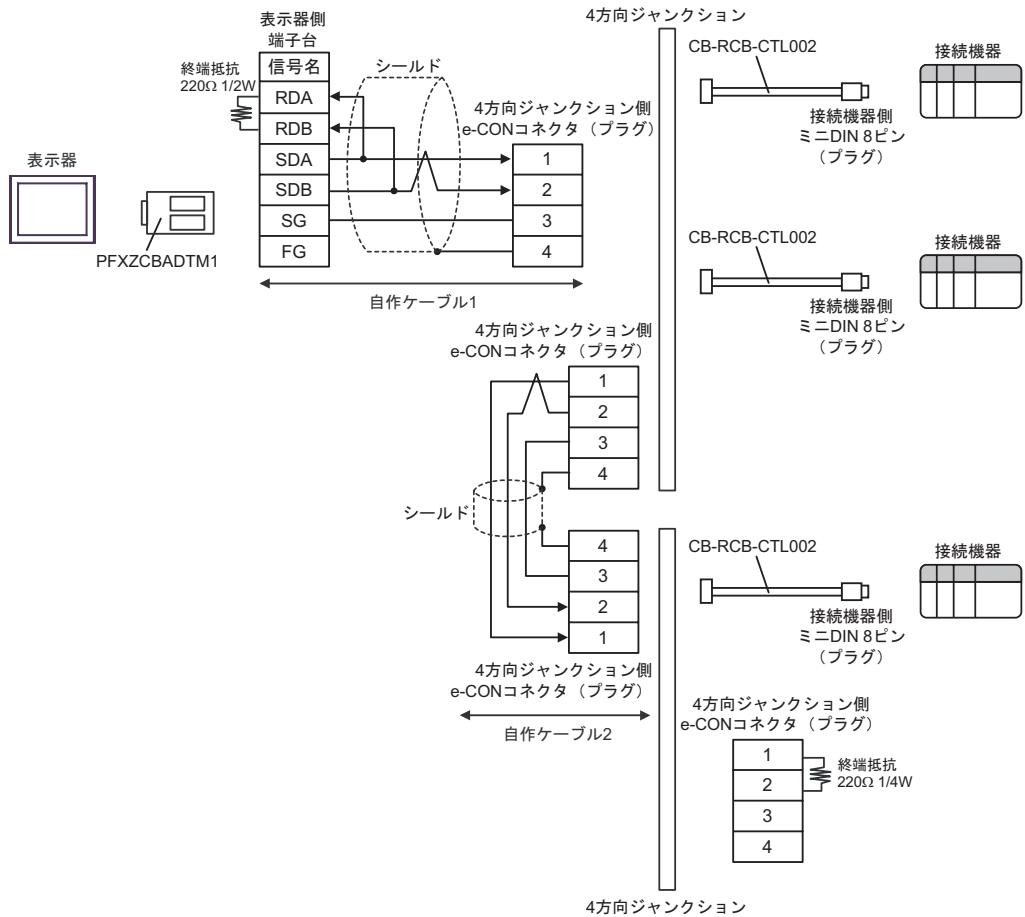 4方向ジャンクション
表示器側
端子台
信号名
RDA
RDB
SDA
SDB
SG
FG
終端抵抗
220Ω 1/2W
シールド
4方向ジャンクション側
e-CONコネクタ（プラグ）
1
2
3
4
表示器
PFXZCBADTM1
自作ケーブル1
CB-RCB-CTL002
接続機器
接続機器側
ミニDIN 8ピン
（プラグ）
CB-RCB-CTL002
接続機器
接続機器側
ミニDIN 8ピン
（プラグ）
4方向ジャンクション側
e-CONコネクタ（プラグ）
1
2
3
4
シールド
4
3
2
1
4方向ジャンクション側
e-CONコネクタ（プラグ）
自作ケーブル2
CB-RCB-CTL002
接続機器
接続機器側
ミニDIN 8ピン
（プラグ）
4方向ジャンクション側
e-CONコネクタ（プラグ）
1
2
3
4
終端抵抗
220Ω 1/4W
4方向ジャンクション